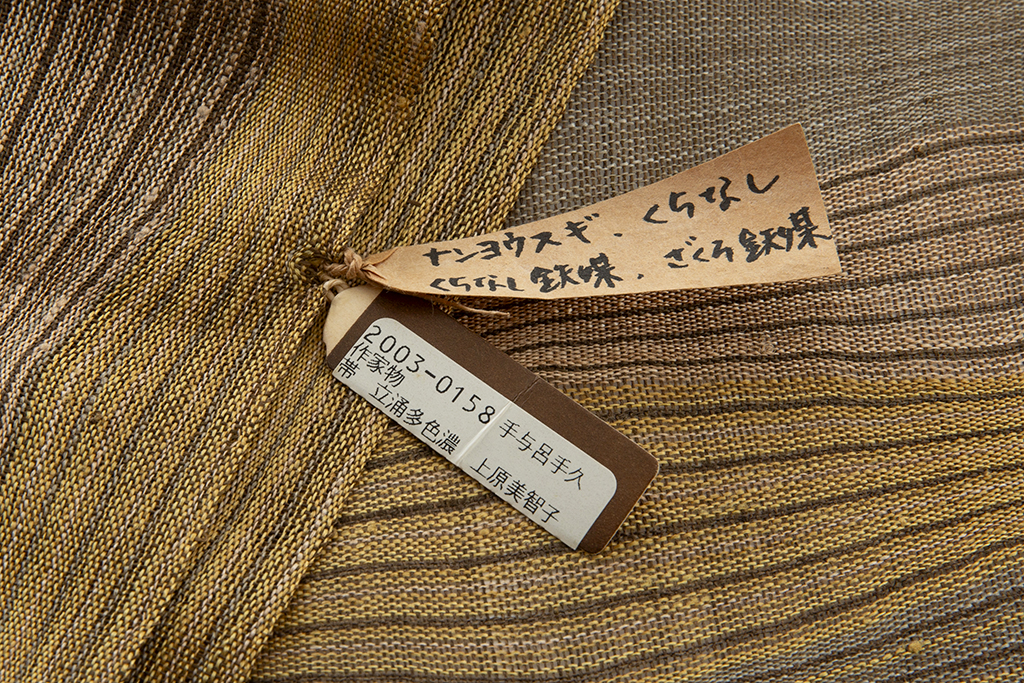 ナンヨウスギ、くちなし
くちなし鉄媒、ざくろ鉄媒
2003-0158
作家物 手与呂手久
帯 立涌多色濃 上原美智子